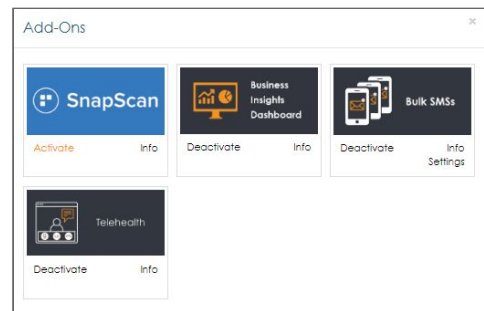 Add-Ons
×
SnapScan
Activate Info
Business
Insights
Dashboard
Deactivate Info
Bulk SMSs
Deactivate Info
Settings
Telehealth
Deactivate Info